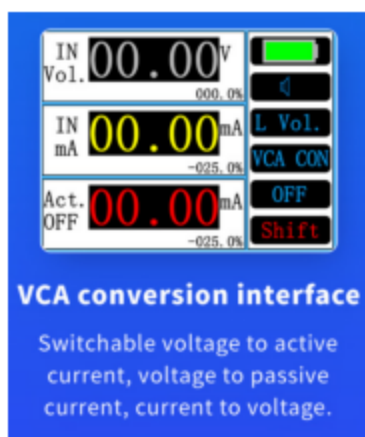 IN Vol. 00.00 V
000.0%
IN mA 00.00 mA
-025.0%
Act. OFF 00.00 mA
-025.0%
L Vol.
VCA CON
OFF
Shift
VCA conversion interface
Switchable voltage to active
current, voltage to passive
current, current to voltage.